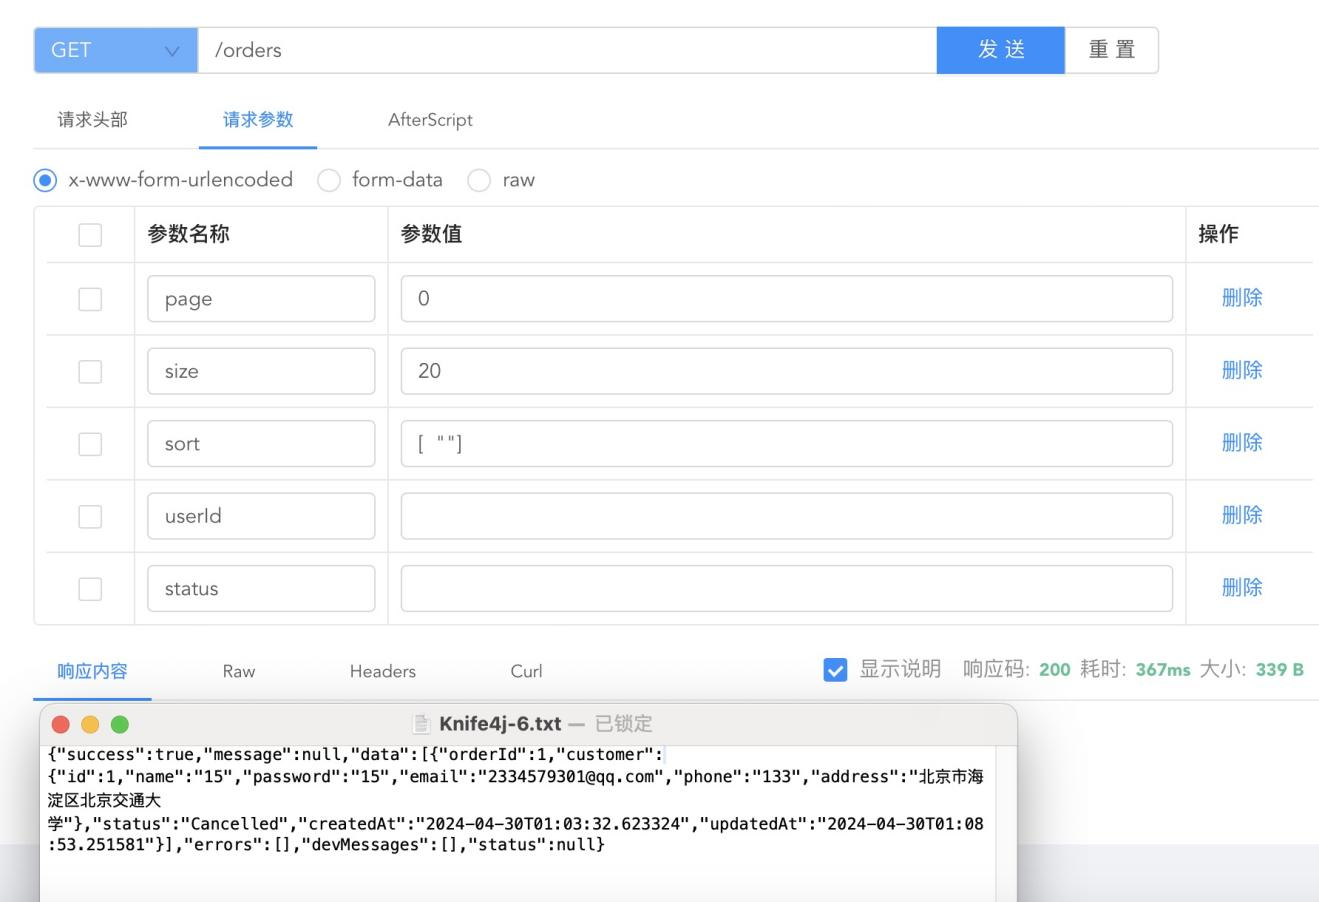 GET /orders 发 送 重 置
请求头部 请求参数 AfterScript
x-www-form-urlencoded form-data raw
参数名称 参数值 操作
page 0 删除
size 20 删除
sort [ ""] 删除
userId 删除
status 删除
响应内容 Raw Headers Curl 显示说明 响应码: 200 耗时: 367ms 大小: 339 B
Knife4j-6.txt — 已锁定
{"success":true,"message":null,"data":[{"orderId":1,"customer":
{"id":1,"name":"15","password":"15","email":"2334579301@qq.com","phone":"133","address":"北京市海
淀区北京交通大
学"},"status":"Cancelled","createdAt":"2024-04-30T01:03:32.623324","updatedAt":"2024-04-30T01:08
:53.251581"}],"errors":[],"devMessages":[],"status":null}